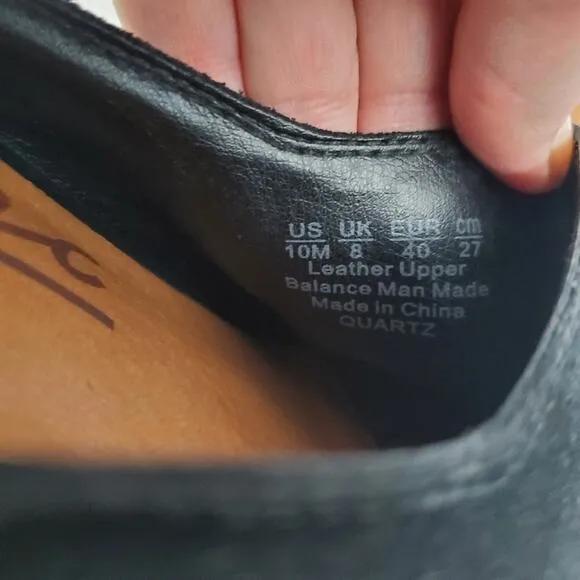 US UK EUR cm
10M 8 40 27
Leather Upper
Balance Man Made
Made in China
QUARTZ